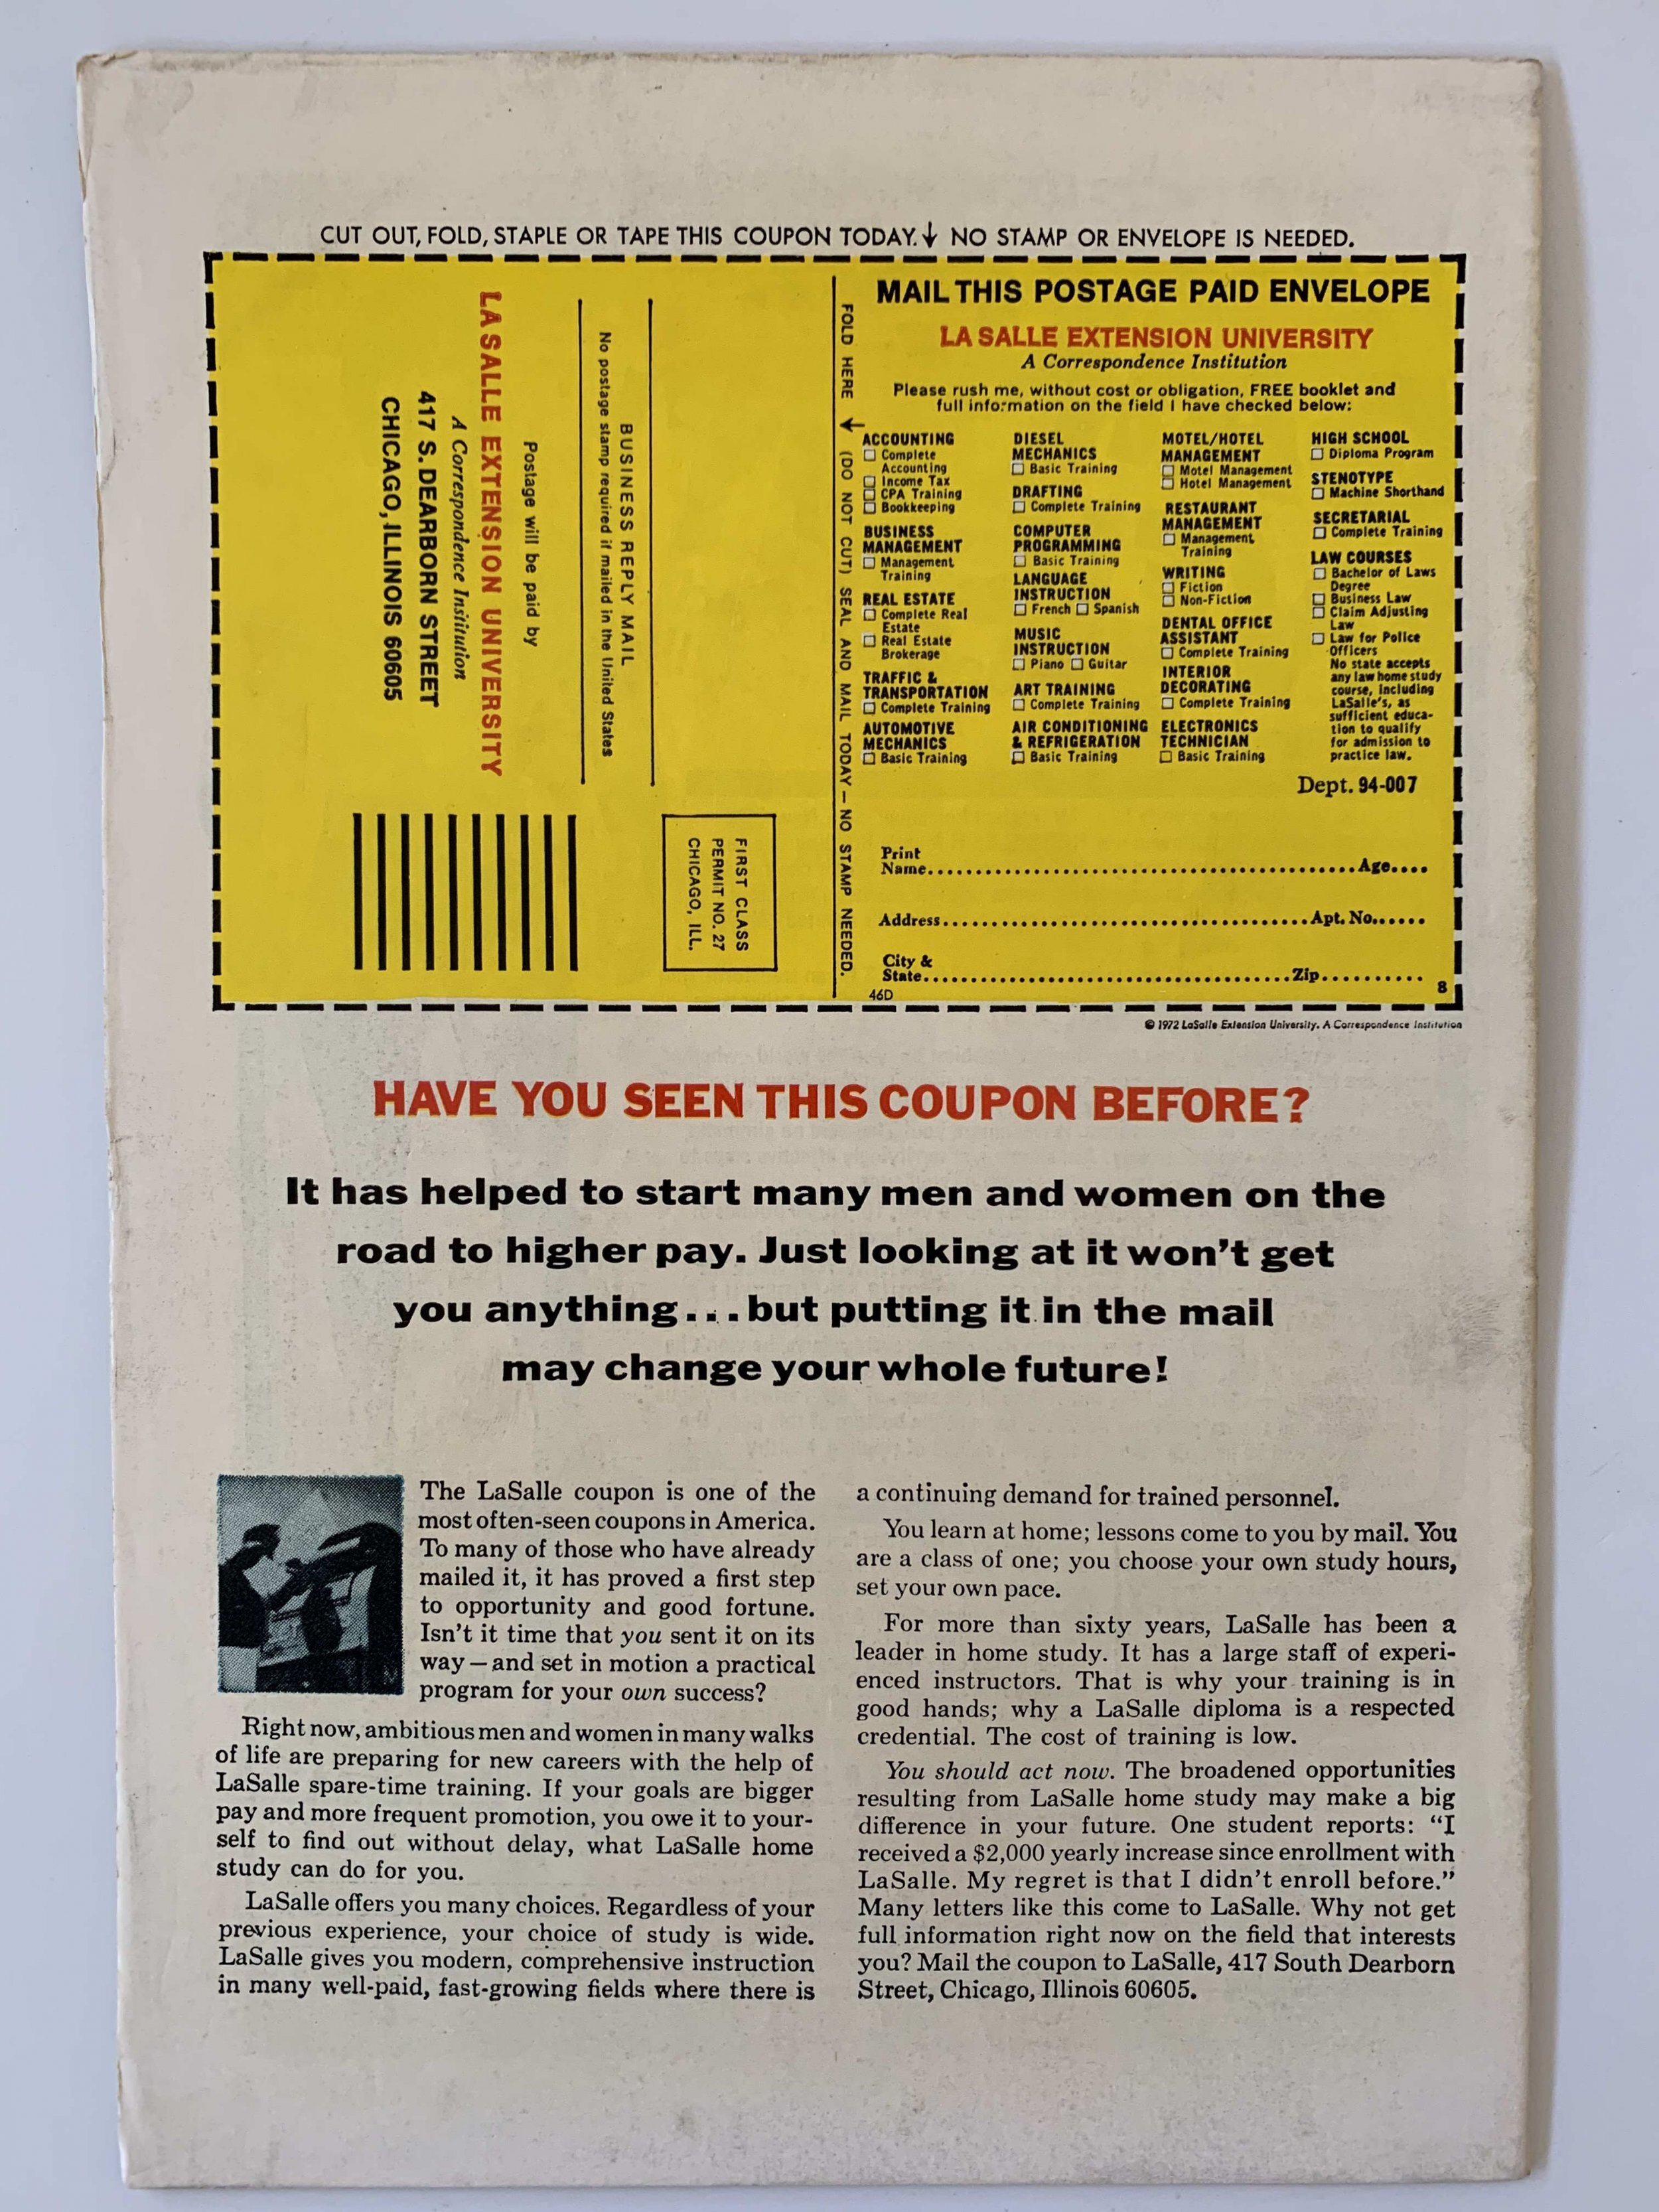 CUT OUT, FOLD, STAPLE OR TAPE THIS COUPON TODAY. ↓ NO STAMP OR ENVELOPE IS NEEDED.
FIRST CLASS
PERMIT NO. 27
CHICAGO, ILL.
BUSINESS REPLY MAIL
No postage stamp required if mailed in the United States
Postage will be paid by
LA SALLE EXTENSION UNIVERSITY
A Correspondence Institution
417 S. DEARBORN STREET
CHICAGO, ILLINOIS 60605
FOLD HERE ↓ (DO NOT CUT) SEAL AND MAIL TODAY — NO STAMP NEEDED.
MAIL THIS POSTAGE PAID ENVELOPE
LA SALLE EXTENSION UNIVERSITY
A Correspondence Institution
Please rush me, without cost or obligation, FREE booklet and
full information on the field I have checked below:
ACCOUNTING
☐ Complete
Accounting
☐ Income Tax
☐ CPA Training
☐ Bookkeeping
BUSINESS
MANAGEMENT
☐ Management
Training
REAL ESTATE
☐ Complete Real
Estate
☐ Real Estate
Brokerage
TRAFFIC &
TRANSPORTATION
☐ Complete Training
AUTOMOTIVE
MECHANICS
☐ Basic Training
DIESEL
MECHANICS
☐ Basic Training
DRAFTING
☐ Complete Training
COMPUTER
PROGRAMMING
☐ Basic Training
LANGUAGE
INSTRUCTION
☐ French ☐ Spanish
MUSIC
INSTRUCTION
☐ Piano ☐ Guitar
ART TRAINING
☐ Complete Training
AIR CONDITIONING
& REFRIGERATION
☐ Basic Training
MOTEL/HOTEL
MANAGEMENT
☐ Motel Management
☐ Hotel Management
RESTAURANT
MANAGEMENT
☐ Management
Training
WRITING
☐ Fiction
☐ Non-Fiction
DENTAL OFFICE
ASSISTANT
☐ Complete Training
INTERIOR
DECORATING
☐ Complete Training
ELECTRONICS
TECHNICIAN
☐ Basic Training
HIGH SCHOOL
☐ Diploma Program
STENOTYPE
☐ Machine Shorthand
SECRETARIAL
☐ Complete Training
LAW COURSES
☐ Bachelor of Laws
Degree
☐ Business Law
☐ Claim Adjusting
Law
☐ Law for Police
Officers
No state accepts
any law home study
course, including
LaSalle's, as
sufficient educa-
tion to qualify
for admission to
practice law.
Dept. 94-007
Print
Name.............................................Age....
Address.......................................Apt. No......
City &
State.......................................Zip..........
46D 8
© 1972 LaSalle Extension University. A Correspondence Institution
HAVE YOU SEEN THIS COUPON BEFORE?
It has helped to start many men and women on the
road to higher pay. Just looking at it won't get
you anything...but putting it in the mail
may change your whole future!
The LaSalle coupon is one of the
most often-seen coupons in America.
To many of those who have already
mailed it, it has proved a first step
to opportunity and good fortune.
Isn't it time that you sent it on its
way — and set in motion a practical
program for your own success?
Right now, ambitious men and women in many walks
of life are preparing for new careers with the help of
LaSalle spare-time training. If your goals are bigger
pay and more frequent promotion, you owe it to your-
self to find out without delay, what LaSalle home
study can do for you.
LaSalle offers you many choices. Regardless of your
previous experience, your choice of study is wide.
LaSalle gives you modern, comprehensive instruction
in many well-paid, fast-growing fields where there is
a continuing demand for trained personnel.
You learn at home; lessons come to you by mail. You
are a class of one; you choose your own study hours,
set your own pace.
For more than sixty years, LaSalle has been a
leader in home study. It has a large staff of experi-
enced instructors. That is why your training is in
good hands; why a LaSalle diploma is a respected
credential. The cost of training is low.
You should act now. The broadened opportunities
resulting from LaSalle home study may make a big
difference in your future. One student reports: “I
received a $2,000 yearly increase since enrollment with
LaSalle. My regret is that I didn't enroll before.”
Many letters like this come to LaSalle. Why not get
full information right now on the field that interests
you? Mail the coupon to LaSalle, 417 South Dearborn
Street, Chicago, Illinois 60605.